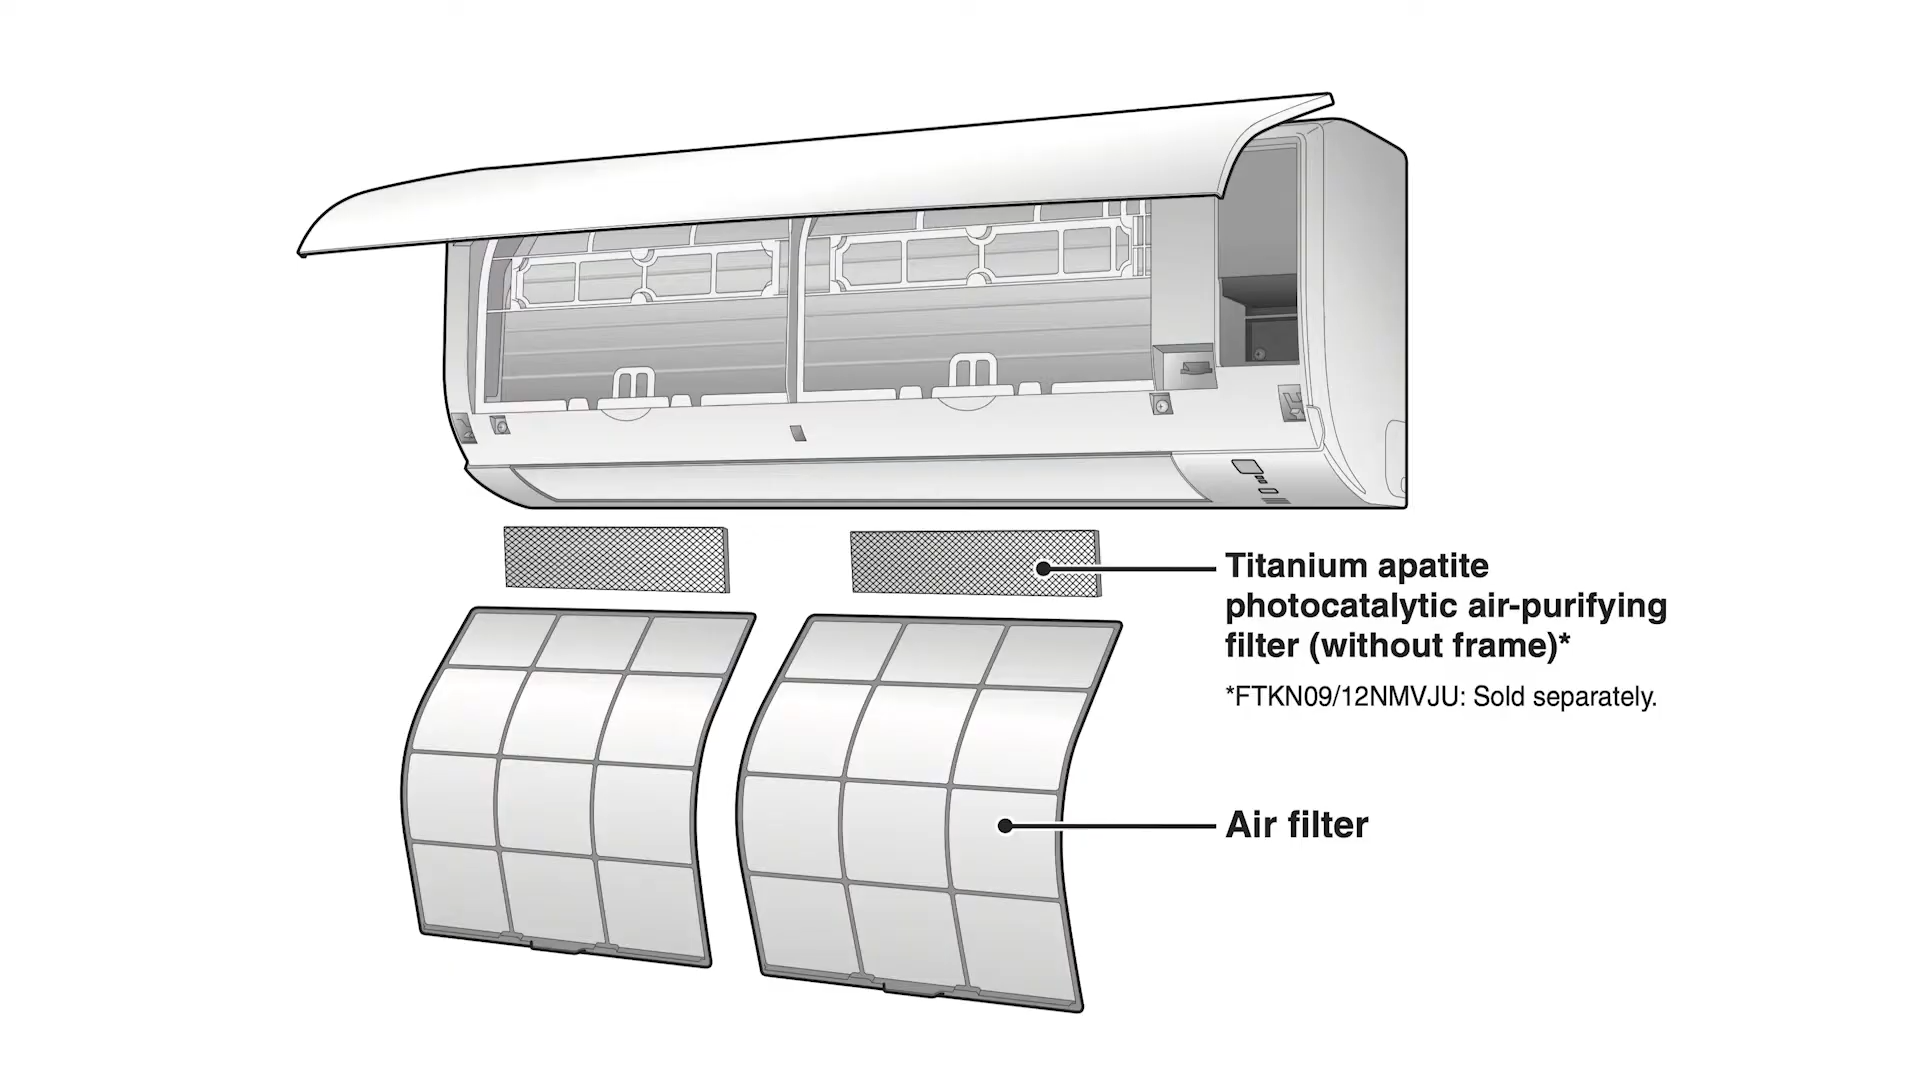 Titanium apatite
photocatalytic air-purifying
filter (without frame)*
*FTKN09/12NMVJU: Sold separately.
Air filter